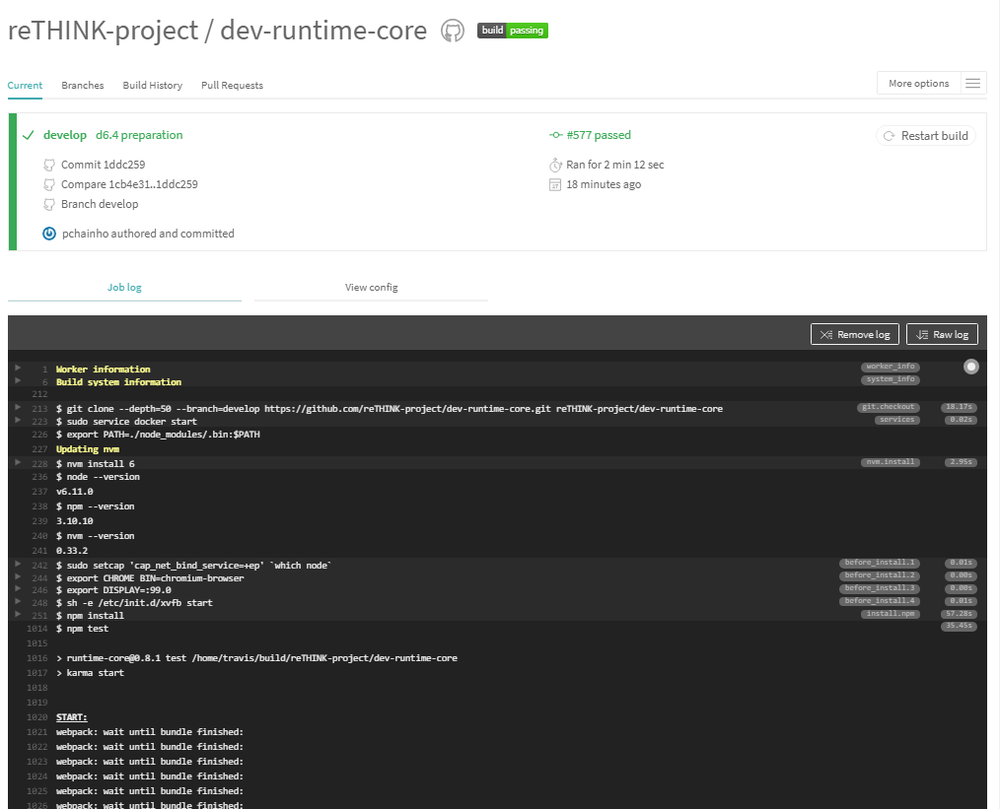 reTHINK-project / dev-runtime-core build passing
Current Branches Build History Pull Requests More options
develop d6.4 preparation #577 passed Restart build
Commit 1ddc259 Ran for 2 min 12 sec
Compare 1cb4e31..1ddc259 18 minutes ago
Branch develop
pchainho authored and committed
Job log View config
Remove log Raw log
1 Worker information worker_info
6 Build system information system_info
212
213 $ git clone --depth=50 --branch=develop https://github.com/reTHINK-project/dev-runtime-core.git reTHINK-project/dev-runtime-core git.checkout 18.17s
223 $ sudo service docker start services 0.02s
226 $ export PATH=./node_modules/.bin:$PATH
227 Updating nvm
228 $ nvm install 6 nvm.install 2.95s
236 $ node --version
237 v6.11.0
238 $ npm --version
239 3.10.10
240 $ nvm --version
241 0.33.2
242 $ sudo setcap 'cap_net_bind_service=+ep' `which node` before_install.1 0.01s
244 $ export CHROME_BIN=chromium-browser before_install.2 0.00s
246 $ export DISPLAY=:99.0 before_install.3 0.00s
248 $ sh -e /etc/init.d/xvfb start before_install.4 0.01s
251 $ npm install install.npm 57.28s
1014 $ npm test 35.45s
1015
1016 > runtime-core@0.8.1 test /home/travis/build/reTHINK-project/dev-runtime-core
1017 > karma start
1018
1019
1020 START:
1021 webpack: wait until bundle finished:
1022 webpack: wait until bundle finished:
1023 webpack: wait until bundle finished:
1024 webpack: wait until bundle finished:
1025 webpack: wait until bundle finished:
1026 webpack: wait until bundle finished: